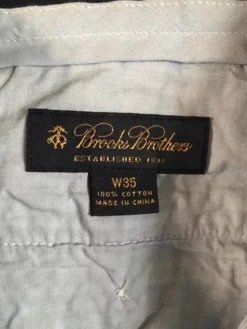 Brooks Brothers
ESTABLISHED 1818
W35
100% COTTON
MADE IN CHINA